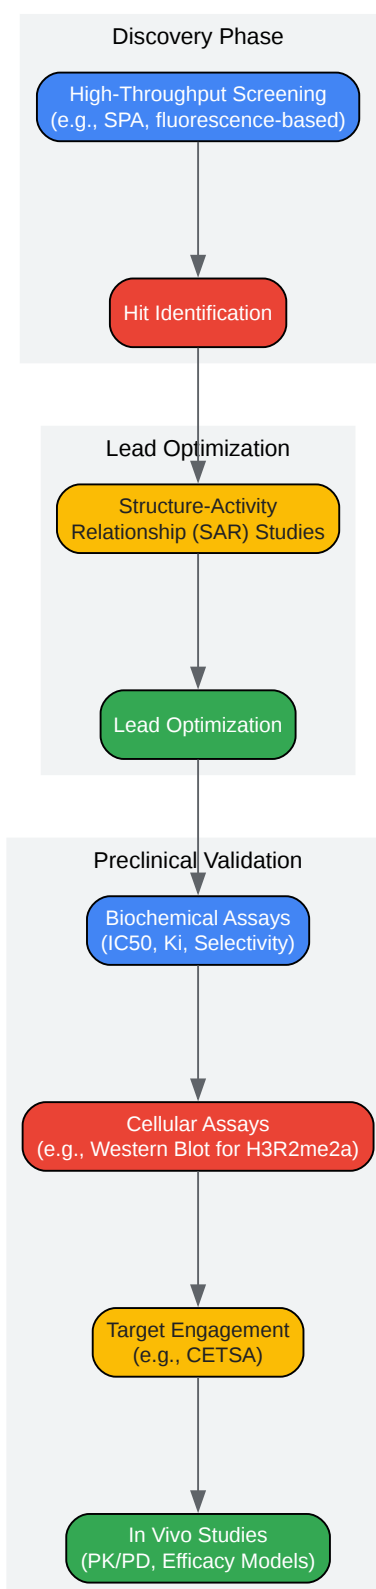 Discovery Phase
High-Throughput Screening
(e.g., SPA, fluorescence-based)
Hit Identification
Lead Optimization
Structure-Activity
Relationship (SAR) Studies
Lead Optimization
Preclinical Validation
Biochemical Assays
(IC50, Ki, Selectivity)
Cellular Assays
(e.g., Western Blot for H3R2me2a)
Target Engagement
(e.g., CETSA)
In Vivo Studies
(PK/PD, Efficacy Models)